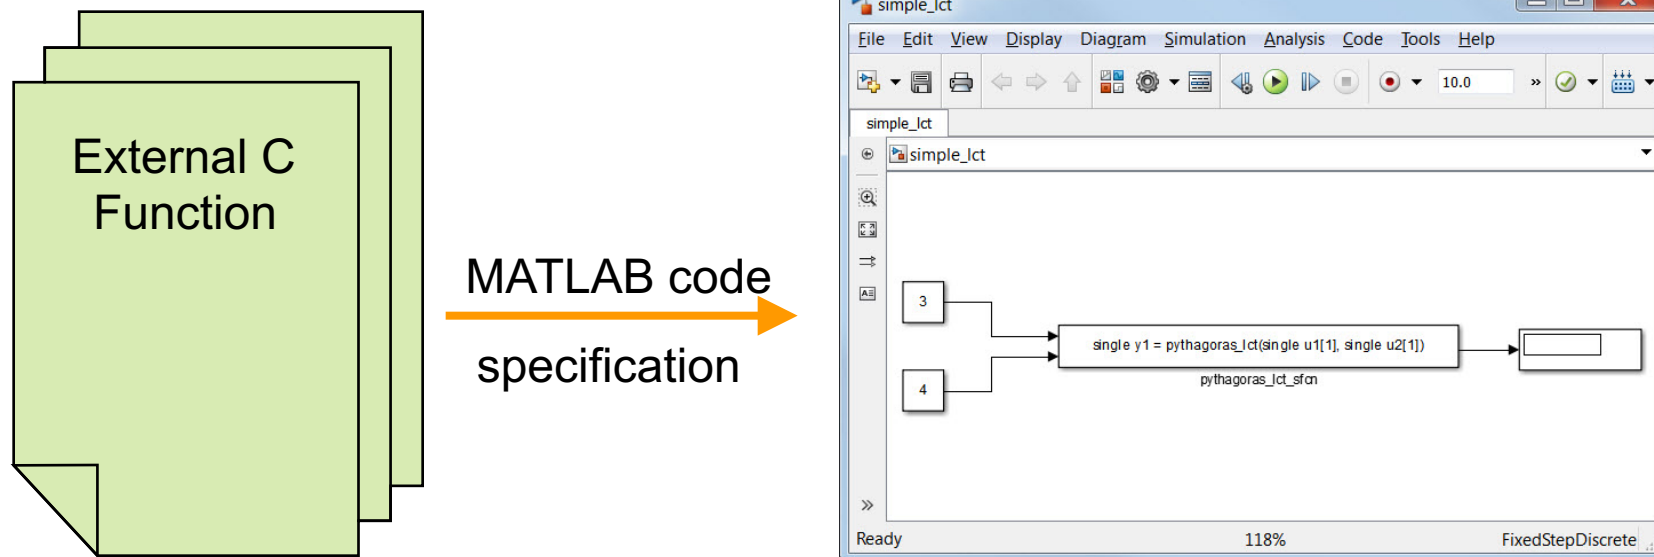 External C
Function
MATLAB code
specification
simple_lct
File Edit View Display Diagram Simulation Analysis Code Tools Help
10.0
»
simple_lct
simple_lct
3
single y1 = pythagoras_lct(single u1[1], single u2[1])
pythagoras_lct_sfcn
4
»
Ready 118% FixedStepDiscrete